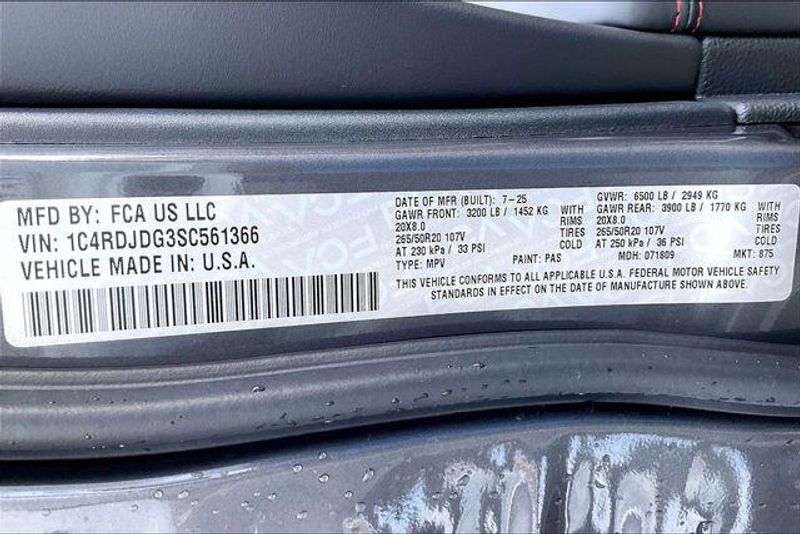 MFD BY: FCA US LLC
VIN: 1C4RDJDG3SC561366
VEHICLE MADE IN: U.S.A.
DATE OF MFR (BUILT): 7-25
GAWR FRONT: 3200 LB / 1452 KG WITH
20X8.0 RIMS
265/50R20 107V TIRES
AT 230 kPa / 33 PSI
TYPE: MPV PAINT: PAS
GVWR: 6500 LB / 2949 KG
GAWR REAR: 3900 LB / 1770 KG WITH
20X8.0 RIMS
265/50R20 107V TIRES
AT 250 kPa / 36 PSI
MDH: 071809 MKT: 875
THIS VEHICLE CONFORMS TO ALL APPLICABLE U.S.A. FEDERAL MOTOR VEHICLE SAFETY
STANDARDS IN EFFECT ON THE DATE OF MANUFACTURE SHOWN ABOVE.